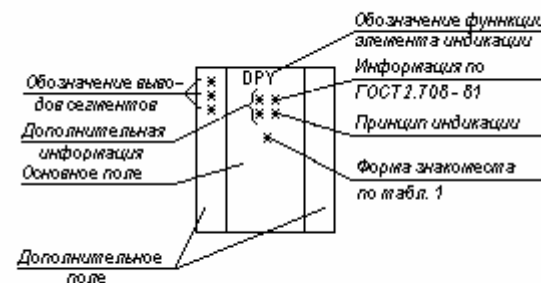 Обозначение фуннкции
элемента индикации
Обозначение выво-
дов сегментов
Дополнительная
информация
Основное поле
Дополнительное
поле
* DPY
*
*
* *
* *
*
Информация по
ГОСТ 2.708 - 81
Принцип индикации
Форма знакоместа
по табл. 1